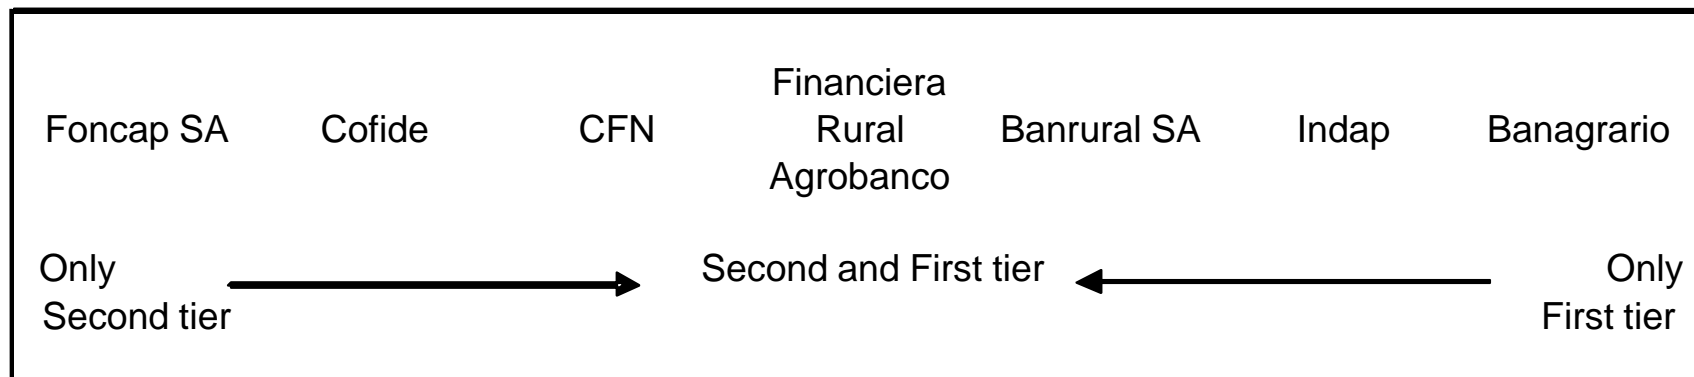 Financiera
Foncap SA Cofide CFN Rural Banrural SA Indap Banagrario
Agrobanco
Only Second and First tier Only
Second tier First tier